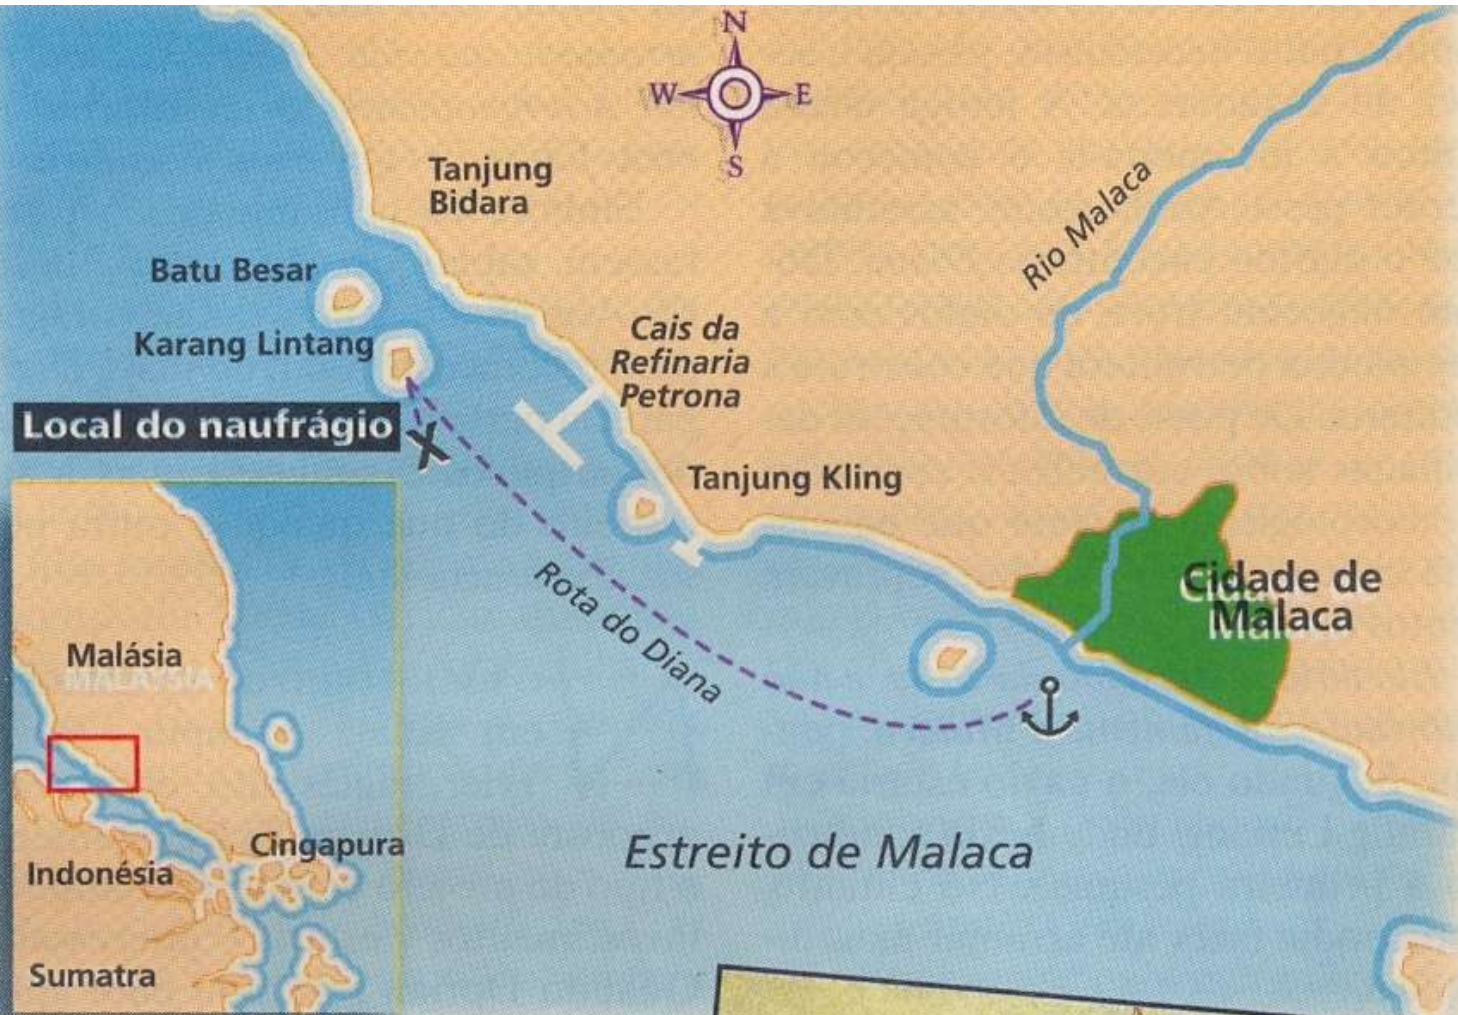 N
W
E
S
Tanjung
Bidara
Rio Malaca
Batu Besar
Karang Lintang
Cais da
Refinaria
Petrona
Local do naufrágio
X
Tanjung Kling
Rota do Diana
Cidade de
Malaca
Estreito de Malaca
Malásia
MALAYSIA
Cingapura
Indonésia
Sumatra